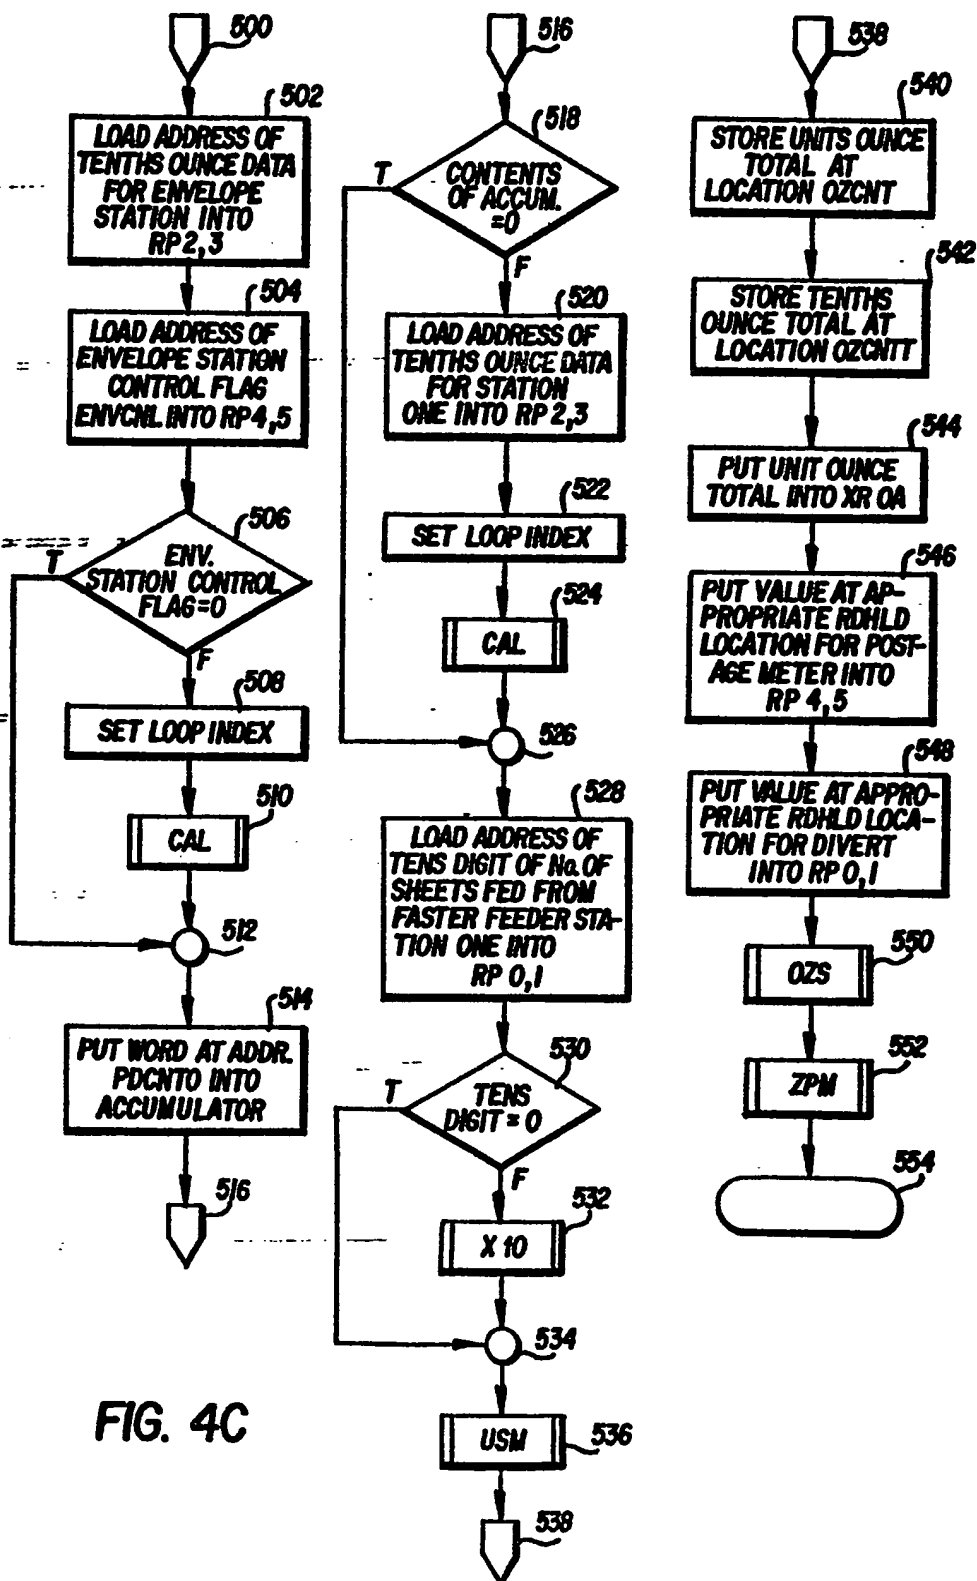 500
502
LOAD ADDRESS OF
TENTHS OUNCE DATA
FOR ENVELOPE
STATION INTO
RP 2,3
504
LOAD ADDRESS OF
ENVELOPE STATION
CONTROL FLAG
ENVCNL INTO RP4,5
506
T
ENV.
STATION CONTROL
FLAG=0
F
508
SET LOOP INDEX
510
CAL
512
514
PUT WORD AT ADDR.
PDCNTO INTO
ACCUMULATOR
516
516
518
T
CONTENTS
OF ACCUM.
=0
F
520
LOAD ADDRESS OF
TENTHS OUNCE DATA
FOR STATION
ONE INTO RP 2,3
522
SET LOOP INDEX
524
CAL
526
528
LOAD ADDRESS OF
TENS DIGIT OF No. OF
SHEETS FED FROM
FASTER FEEDER STA-
TION ONE INTO
RP 0,1
530
T
TENS
DIGIT = 0
F
532
X 10
534
USM
536
538
538
540
STORE UNITS OUNCE
TOTAL AT
LOCATION OZCNT
542
STORE TENTHS
OUNCE TOTAL AT
LOCATION OZCNTT
544
PUT UNIT OUNCE
TOTAL INTO XR 0A
546
PUT VALUE AT AP-
PROPRIATE RDHLD
LOCATION FOR POST-
AGE METER INTO
RP 4,5
548
PUT VALUE AT APPRO-
PRIATE RDHLD LOCA-
TION FOR DIVERT
INTO RP 0,1
550
OZS
552
ZPM
554
FIG. 4C